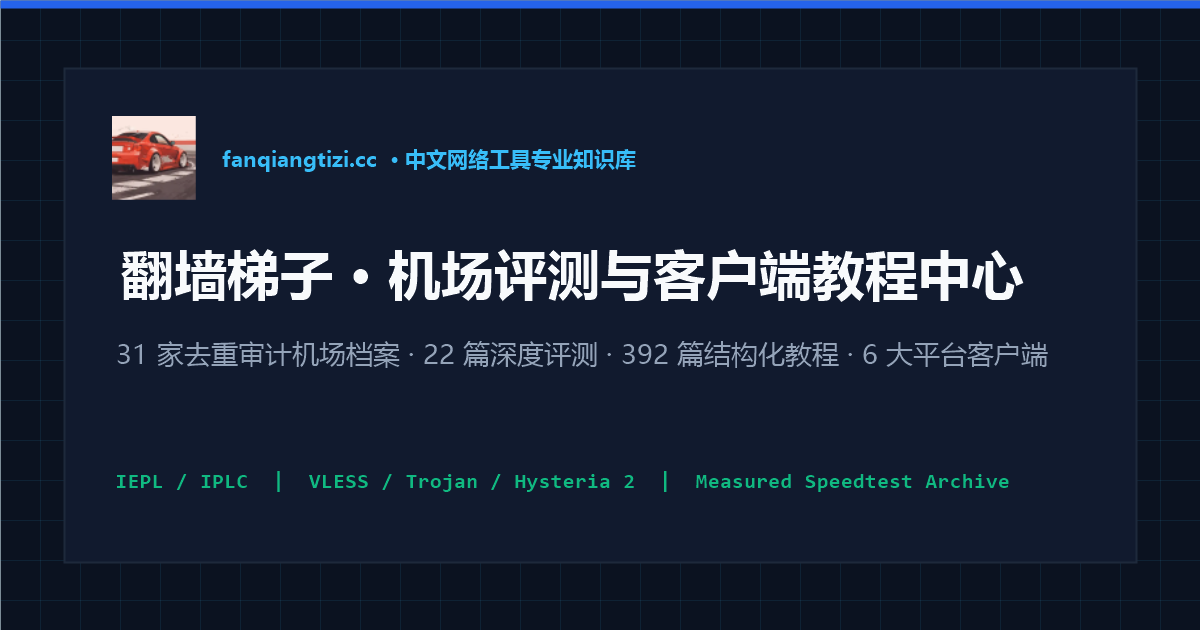 fanqiangtizi.cc • 中文网络工具专业知识库
翻墙梯子 • 机场评测与客户端教程中心
31 家去重审计机场档案 · 22 篇深度评测 · 392 篇结构化教程 · 6 大平台客户端
IEPL / IPLC | VLESS / Trojan / Hysteria 2 | Measured Speedtest Archive